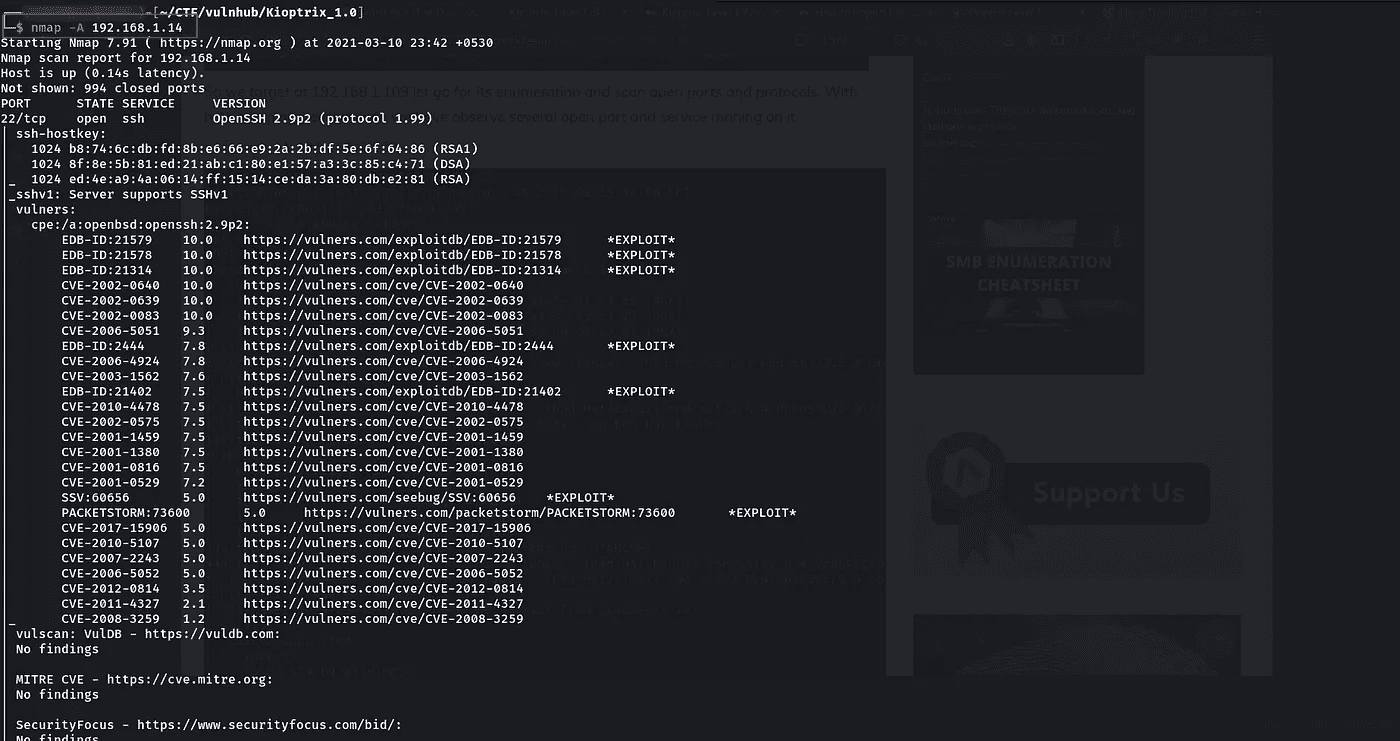 [~/CTF/vulnhub/Kioptrix_1.0]
$ nmap -A 192.168.1.14
Starting Nmap 7.91 ( https://nmap.org ) at 2021-03-10 23:42 +0530
Nmap scan report for 192.168.1.14
Host is up (0.14s latency).
Not shown: 994 closed ports
PORT STATE SERVICE VERSION
22/tcp open ssh OpenSSH 2.9p2 (protocol 1.99)
| ssh-hostkey:
| 1024 b8:74:6c:db:fd:8b:e6:66:e9:2a:2b:df:5e:6f:64:86 (RSA1)
| 1024 8f:8e:5b:81:ed:21:ab:c1:80:e1:57:a3:3c:85:c4:71 (DSA)
|_ 1024 ed:4e:a9:4a:06:14:ff:15:14:ce:da:3a:80:db:e2:81 (RSA)
|_sshv1: Server supports SSHv1
| vulners:
| cpe:/a:openbsd:openssh:2.9p2:
| EDB-ID:21579 10.0 https://vulners.com/exploitdb/EDB-ID:21579 *EXPLOIT*
| EDB-ID:21578 10.0 https://vulners.com/exploitdb/EDB-ID:21578 *EXPLOIT*
| EDB-ID:21314 10.0 https://vulners.com/exploitdb/EDB-ID:21314 *EXPLOIT*
| CVE-2002-0640 10.0 https://vulners.com/cve/CVE-2002-0640
| CVE-2002-0639 10.0 https://vulners.com/cve/CVE-2002-0639
| CVE-2002-0083 10.0 https://vulners.com/cve/CVE-2002-0083
| CVE-2006-5051 9.3 https://vulners.com/cve/CVE-2006-5051
| EDB-ID:2444 7.8 https://vulners.com/exploitdb/EDB-ID:2444 *EXPLOIT*
| CVE-2006-4924 7.8 https://vulners.com/cve/CVE-2006-4924
| CVE-2003-1562 7.6 https://vulners.com/cve/CVE-2003-1562
| EDB-ID:21402 7.5 https://vulners.com/exploitdb/EDB-ID:21402 *EXPLOIT*
| CVE-2010-4478 7.5 https://vulners.com/cve/CVE-2010-4478
| CVE-2002-0575 7.5 https://vulners.com/cve/CVE-2002-0575
| CVE-2001-1459 7.5 https://vulners.com/cve/CVE-2001-1459
| CVE-2001-1380 7.5 https://vulners.com/cve/CVE-2001-1380
| CVE-2001-0816 7.5 https://vulners.com/cve/CVE-2001-0816
| CVE-2001-0529 7.2 https://vulners.com/cve/CVE-2001-0529
| SSV:60656 5.0 https://vulners.com/seebug/SSV:60656 *EXPLOIT*
| PACKETSTORM:73600 5.0 https://vulners.com/packetstorm/PACKETSTORM:73600 *EXPLOIT*
| CVE-2017-15906 5.0 https://vulners.com/cve/CVE-2017-15906
| CVE-2010-5107 5.0 https://vulners.com/cve/CVE-2010-5107
| CVE-2007-2243 5.0 https://vulners.com/cve/CVE-2007-2243
| CVE-2006-5052 5.0 https://vulners.com/cve/CVE-2006-5052
| CVE-2012-0814 3.5 https://vulners.com/cve/CVE-2012-0814
| CVE-2011-4327 2.1 https://vulners.com/cve/CVE-2011-4327
|_ CVE-2008-3259 1.2 https://vulners.com/cve/CVE-2008-3259
| vulscan: VulDB - https://vuldb.com:
| No findings
|
| MITRE CVE - https://cve.mitre.org:
| No findings
|
| SecurityFocus - https://www.securityfocus.com/bid/:
| No findings
SMB ENUMERATION
CHEATSHEET
Support Us